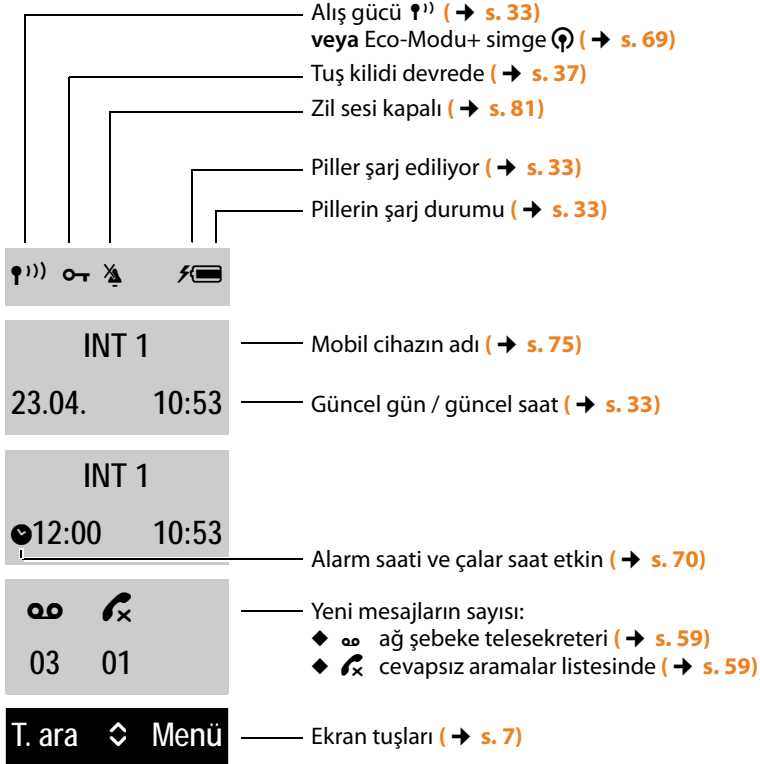 Alış gücü ( ➔ s. 33)
veya Eco-Modu+ simge ( ➔ s. 69)
Tuş kilidi devrede ( ➔ s. 37)
Zil sesi kapalı ( ➔ s. 81)
Piller şarj ediliyor ( ➔ s. 33)
Pillerin şarj durumu ( ➔ s. 33)
INT 1
Mobil cihazın adı ( ➔ s. 75)
23.04. 10:53
Güncel gün / güncel saat ( ➔ s. 33)
INT 1
12:00 10:53
Alarm saati ve çalar saat etkin ( ➔ s. 70)
Yeni mesajların sayısı:
◆ ağ şebeke telesekreteri ( ➔ s. 59)
03 01
◆ cevapsız aramalar listesinde ( ➔ s. 59)
T. ara Menü
Ekran tuşları ( ➔ s. 7)